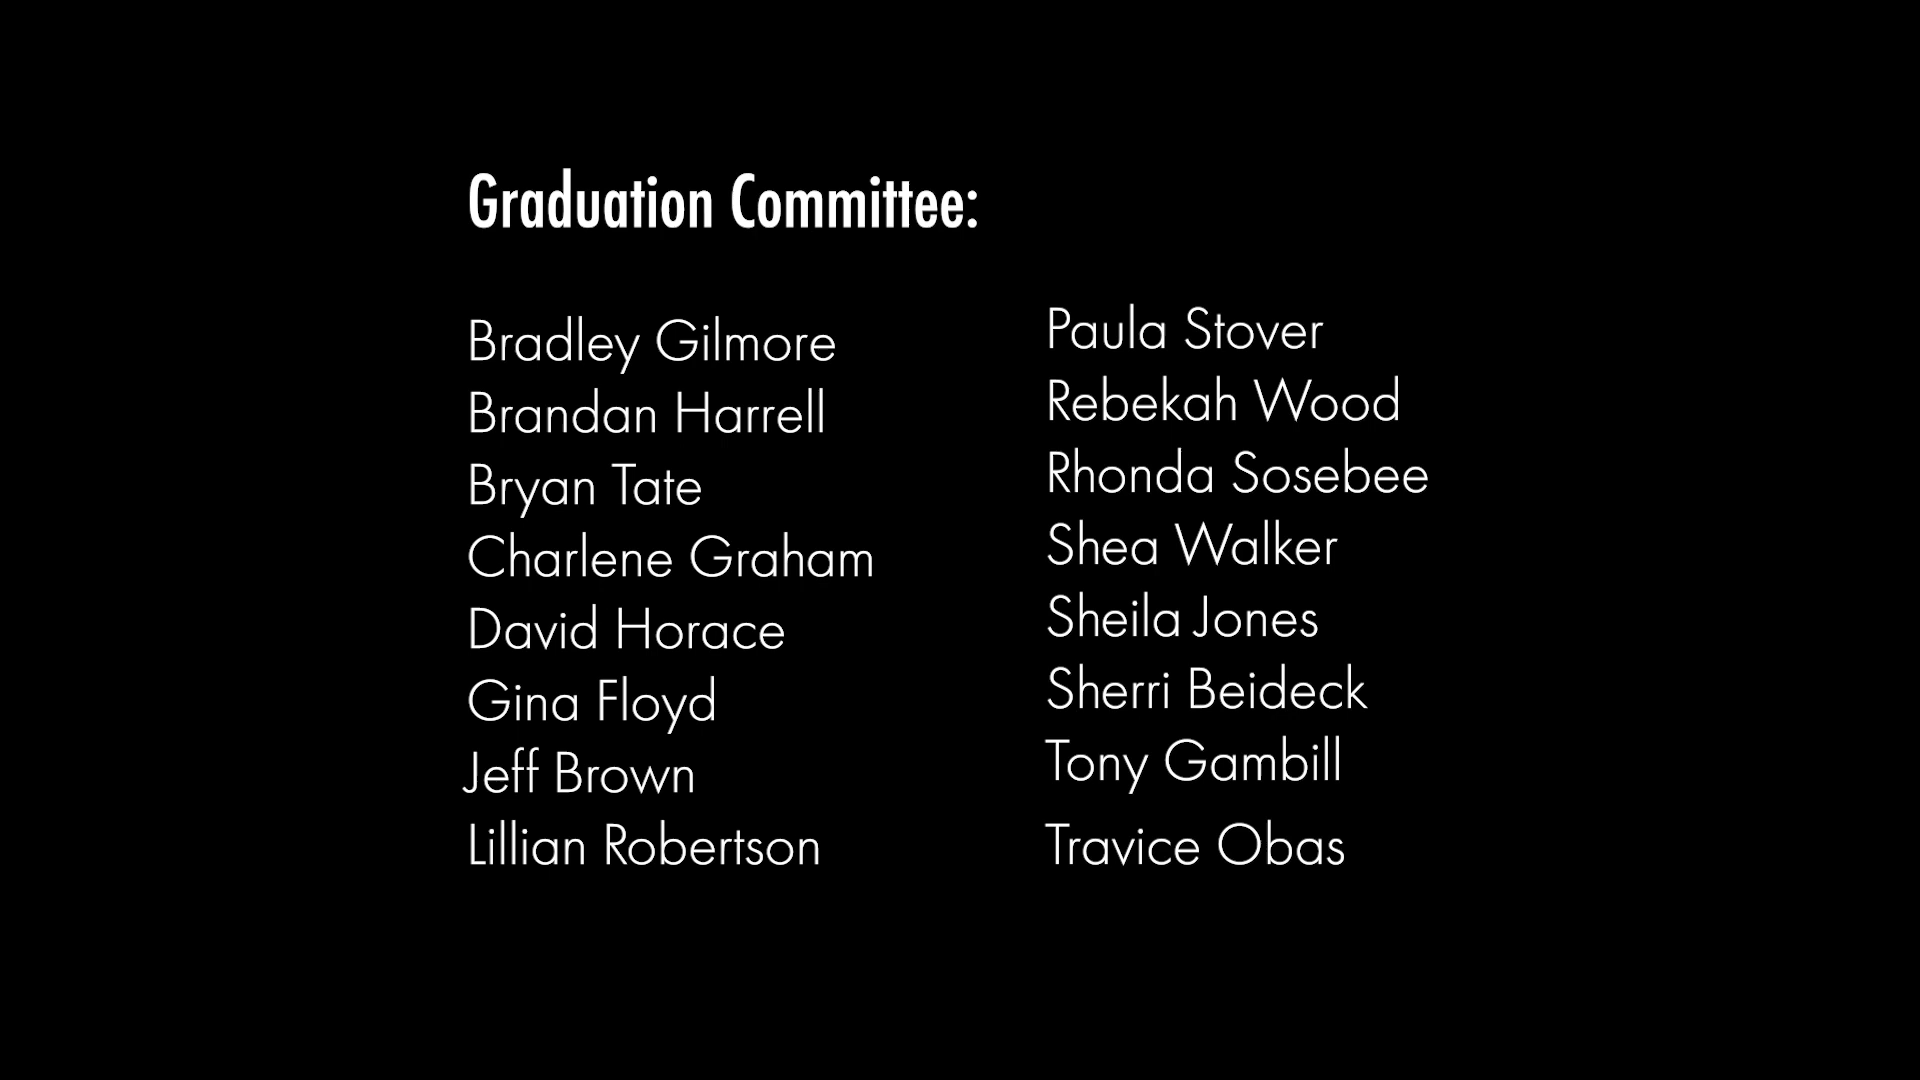 Graduation Committee:
Bradley Gilmore
Brandan Harrell
Bryan Tate
Charlene Graham
David Horace
Gina Floyd
Jeff Brown
Lillian Robertson
Paula Stover
Rebekah Wood
Rhonda Sosebee
Shea Walker
Sheila Jones
Sherri Beideck
Tony Gambill
Travice Obas